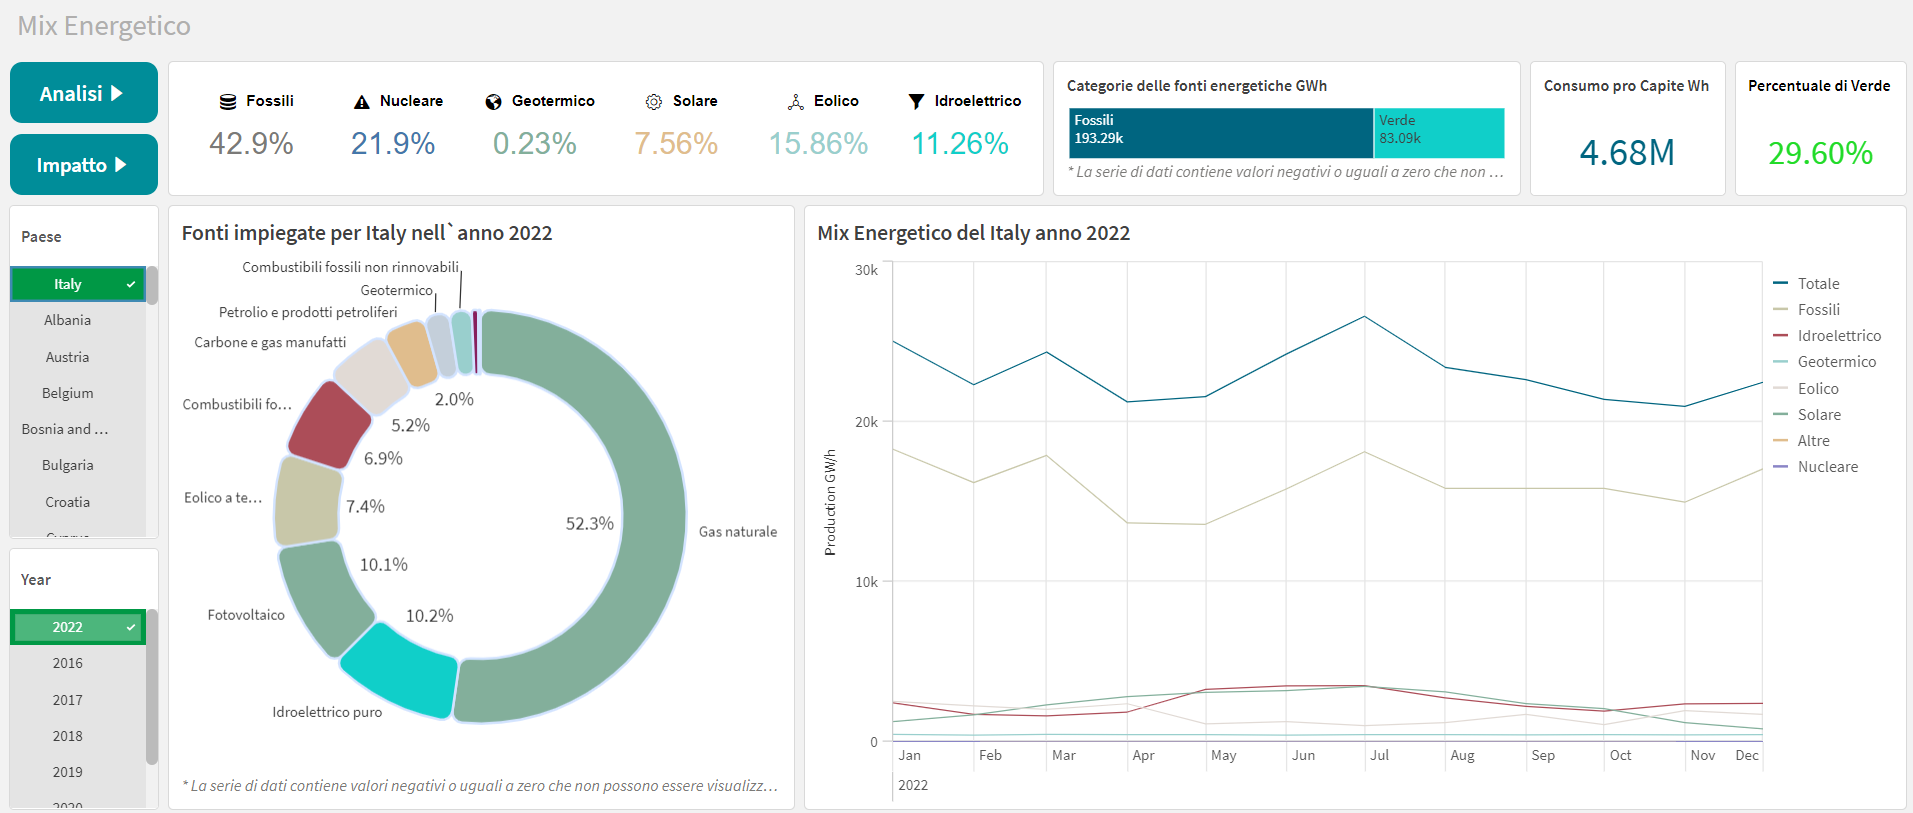 Mix Energetico
Analisi
Impatto
Fossili
42.9%
Nucleare
21.9%
Geotermico
0.23%
Solare
7.56%
Eolico
15.86%
Idroelettrico
11.26%
Categorie delle fonti energetiche GWh
Fossili
193.29k
Verde
83.09k
* La serie di dati contiene valori negativi o uguali a zero che non ...
Consumo pro Capite Wh
4.68M
Percentuale di Verde
29.60%
Paese
Italy
Albania
Austria
Belgium
Bosnia and ...
Bulgaria
Croatia
Year
2022
2016
2017
2018
2019
2020
Fonti impiegate per Italy nell`anno 2022
Combustibili fossili non rinnovabili
Geotermico
Petrolio e prodotti petroliferi
Carbone e gas manufatti
Combustibili fo...
Eolico a te...
Fotovoltaico
Idroelettrico puro
Gas naturale
2.0%
5.2%
6.9%
7.4%
10.1%
10.2%
52.3%
* La serie di dati contiene valori negativi o uguali a zero che non possono essere visualizz...
Mix Energetico del Italy anno 2022
Production GW/h
30k
20k
10k
0
Jan
Feb
Mar
Apr
May
Jun
Jul
Aug
Sep
Oct
Nov
Dec
2022
Totale
Fossili
Idroelettrico
Geotermico
Eolico
Solare
Altre
Nucleare